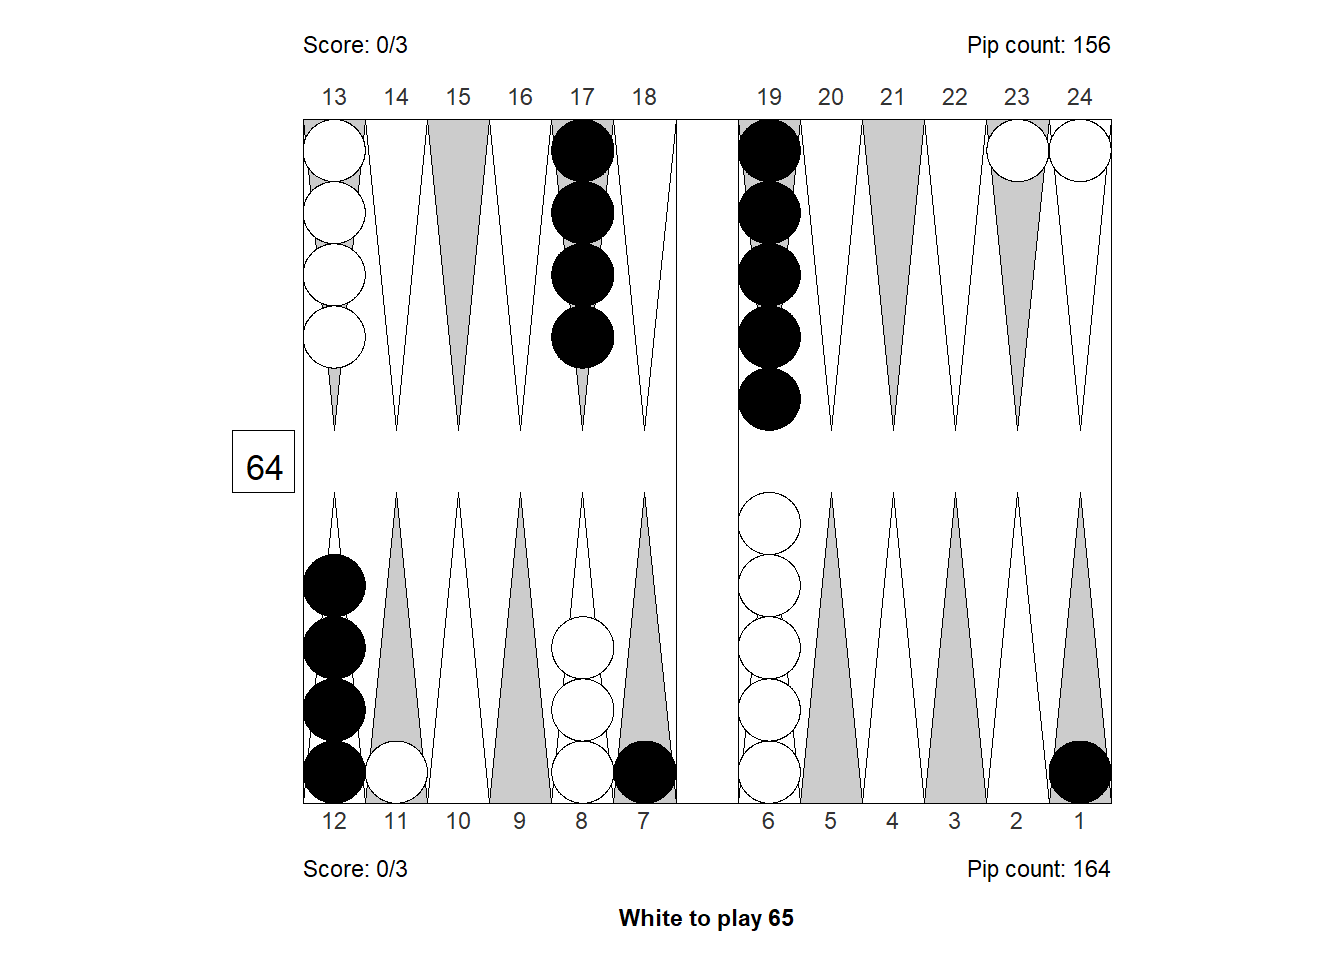 Score: 0/3 Pip count: 156
13 14 15 16 17 18 19 20 21 22 23 24
64
12 11 10 9 8 7 6 5 4 3 2 1
Score: 0/3 Pip count: 164
White to play 65